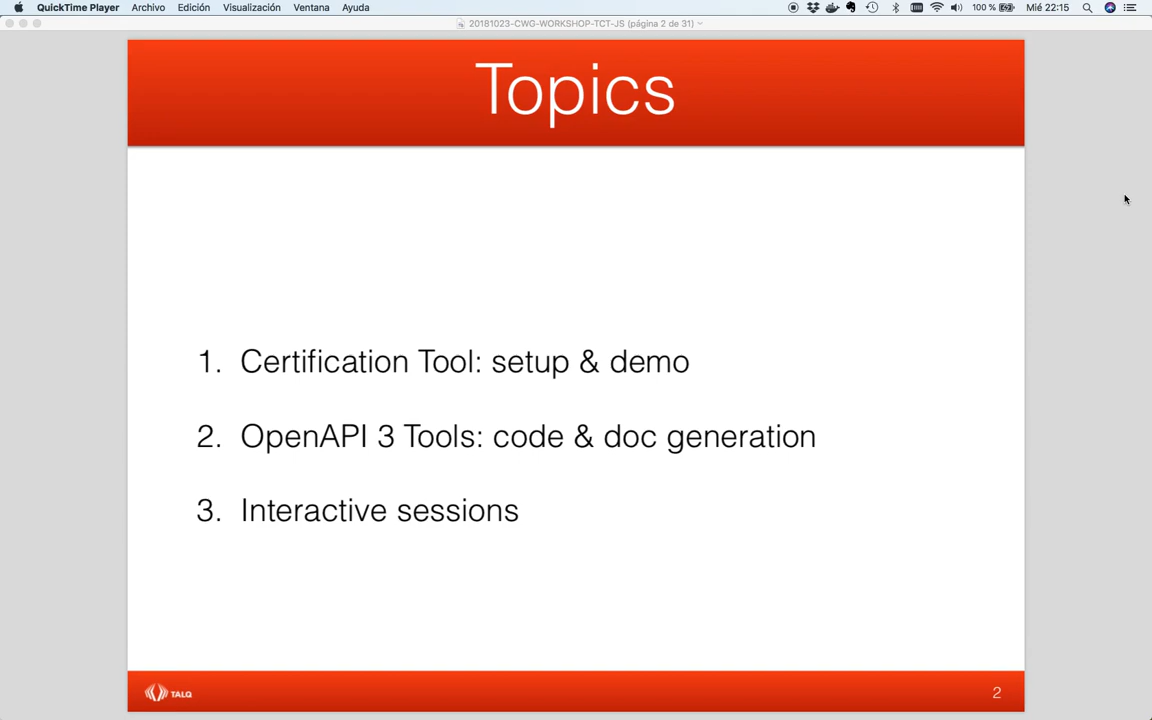 QuickTime Player Archivo Edición Visualización Ventana Ayuda 100 % Mié 22:15
20181023-CWG-WORKSHOP-TCT-JS (página 2 de 31)
Topics
1. Certification Tool: setup & demo
2. OpenAPI 3 Tools: code & doc generation
3. Interactive sessions
TALQ 2